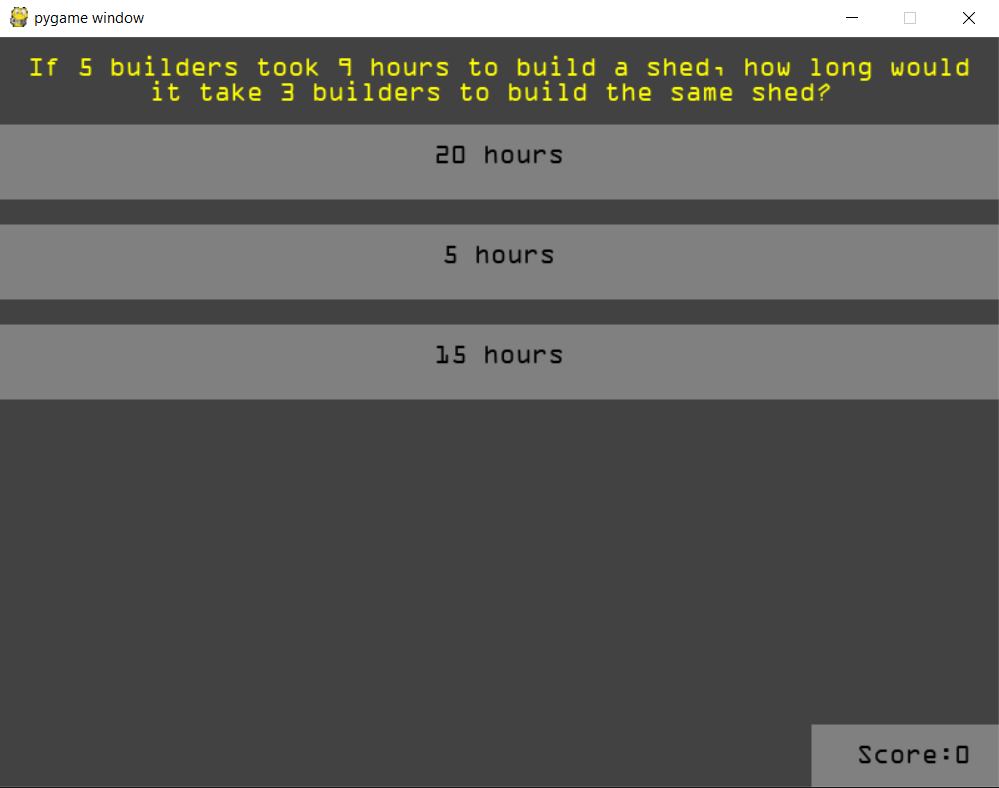 pygame window
If 5 builders took 9 hours to build a shed, how long would
it take 3 builders to build the same shed?
20 hours
5 hours
15 hours
Score:0